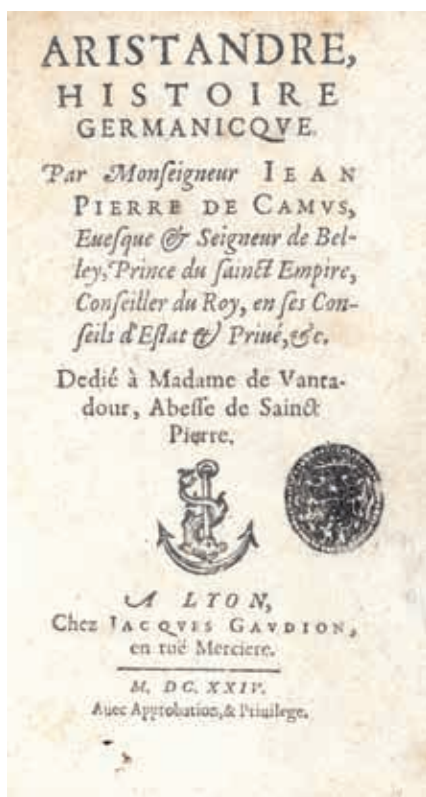 ARISTANDRE,
HISTOIRE
GERMANICQVE.
Par Monſeigneur IEAN
PIERRE DE CAMVS,
Eueſque & Seigneur de Bel-
ley, Prince du ſainct Empire,
Conſeiller du Roy, en ſes Con-
ſeils d'Eſtat & Priué, &c.
Dedié à Madame de Vanta-
dour, Abeſſe de Sainct
Pierre.
A LYON,
Chez IACQVES GAVDION,
en ruë Merciere.
M. DC. XXIV.
Auec Approbation, & Priuilege.